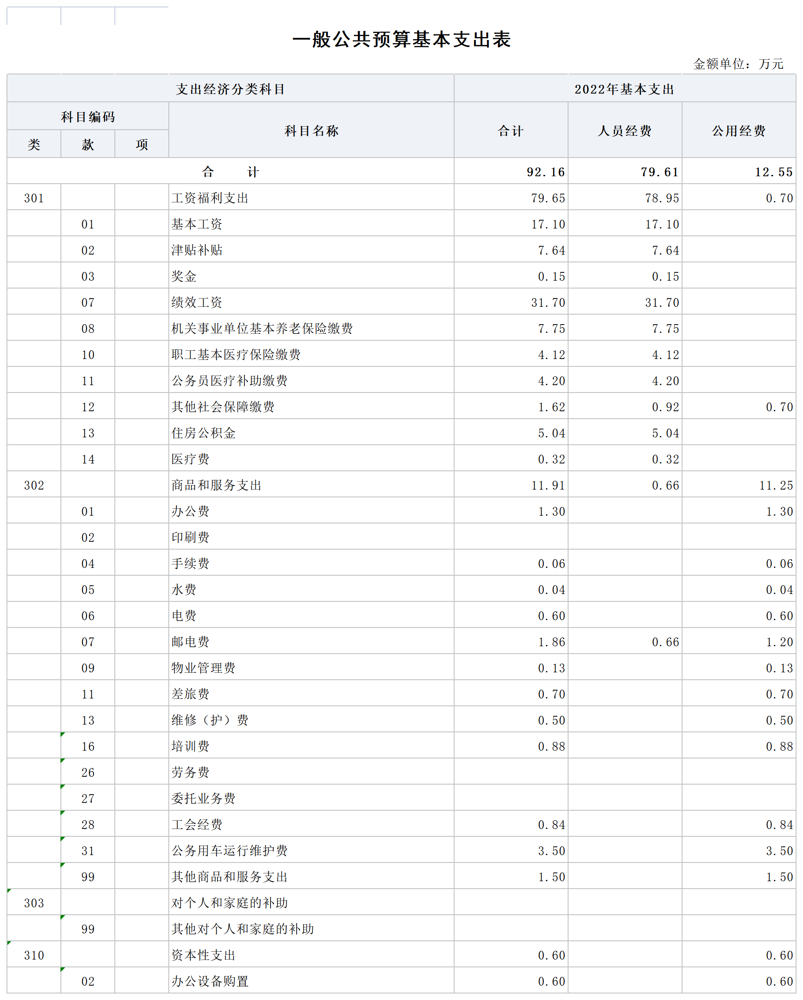 一般公共预算基本支出表
金额单位：万元
支出经济分类科目 2022年基本支出
科目编码 科目名称 合计 人员经费 公用经费
类 款 项
合 计 92.16 79.61 12.55
301 工资福利支出 79.65 78.95 0.70
01 基本工资 17.10 17.10
02 津贴补贴 7.64 7.64
03 奖金 0.15 0.15
07 绩效工资 31.70 31.70
08 机关事业单位基本养老保险缴费 7.75 7.75
10 职工基本医疗保险缴费 4.12 4.12
11 公务员医疗补助缴费 4.20 4.20
12 其他社会保障缴费 1.62 0.92 0.70
13 住房公积金 5.04 5.04
14 医疗费 0.32 0.32
302 商品和服务支出 11.91 0.66 11.25
01 办公费 1.30 1.30
02 印刷费
04 手续费 0.06 0.06
05 水费 0.04 0.04
06 电费 0.60 0.60
07 邮电费 1.86 0.66 1.20
09 物业管理费 0.13 0.13
11 差旅费 0.70 0.70
13 维修（护）费 0.50 0.50
16 培训费 0.88 0.88
26 劳务费
27 委托业务费
28 工会经费 0.84 0.84
31 公务用车运行维护费 3.50 3.50
99 其他商品和服务支出 1.50 1.50
303 对个人和家庭的补助
99 其他对个人和家庭的补助
310 资本性支出 0.60 0.60
02 办公设备购置 0.60 0.60